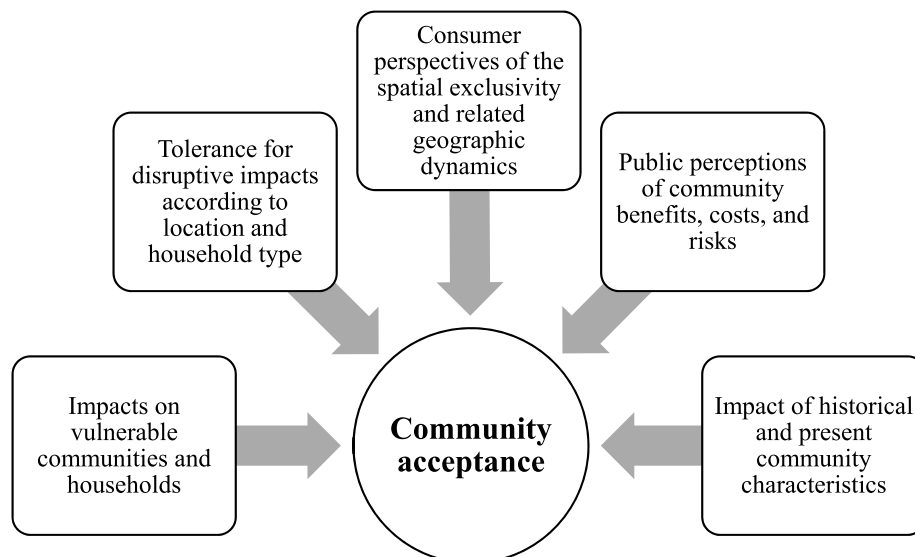 Consumer
perspectives of the
spatial exclusivity
and related
geographic
dynamics
Tolerance for
disruptive impacts
according to
location and
household type
Public perceptions
of community
benefits, costs, and
risks
Impacts on
vulnerable
communities and
households
Community
acceptance
Impact of historical
and present
community
characteristics